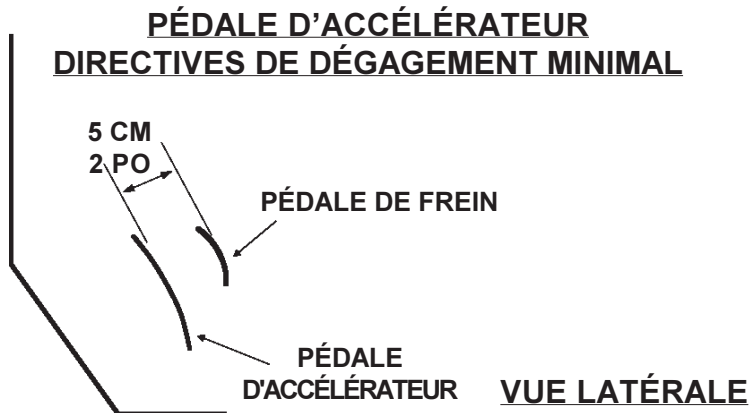 PÉDALE D’ACCÉLÉRATEUR
DIRECTIVES DE DÉGAGEMENT MINIMAL
5 CM
2 PO
PÉDALE DE FREIN
PÉDALE
D'ACCÉLÉRATEUR
VUE LATÉRALE